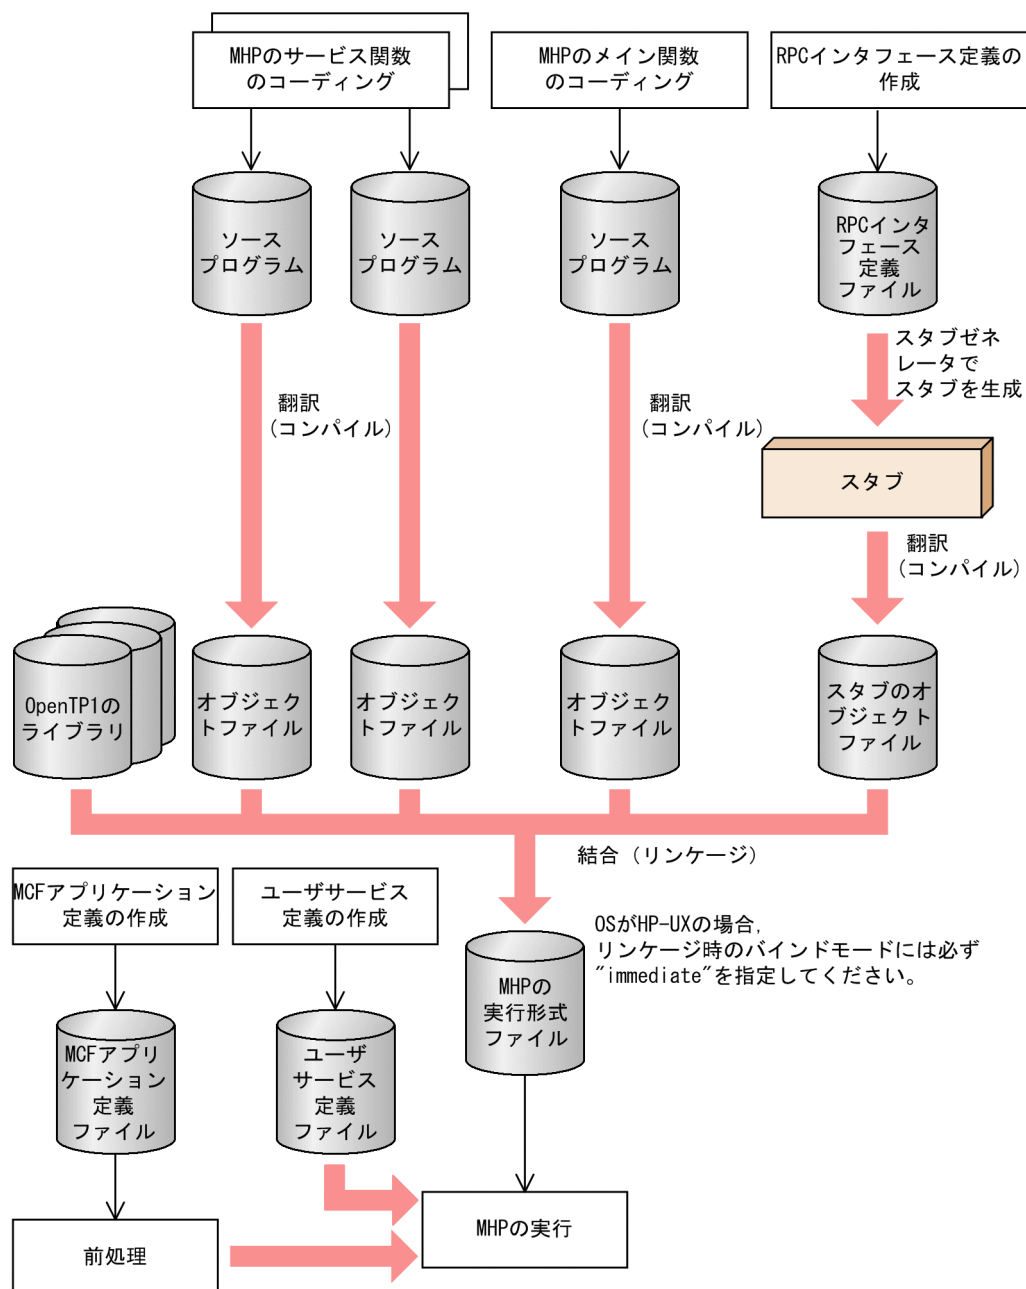 MHPのサービス関数
のコーディング
MHPのメイン関数
のコーディング
RPCインタフェース定義の
作成
ソース
プログラム
ソース
プログラム
ソース
プログラム
RPCインタ
フェース
定義
ファイル
スタブゼネ
レータで
スタブを生成
翻訳
(コンパイル)
翻訳
(コンパイル)
スタブ
翻訳
(コンパイル)
OpenTP1の
ライブラリ
オブジェク
トファイル
オブジェク
トファイル
オブジェク
トファイル
スタブのオ
ブジェクト
ファイル
結合（リンケージ）
MCFアプリケーション
定義の作成
ユーザサービス
定義の作成
OSがHP-UXの場合,
リンケージ時のバインドモードには必ず
"immediate"を指定してください。
MHPの
実行形式
ファイル
MCFアプリ
ケーション
定義
ファイル
ユーザ
サービス
定義
ファイル
前処理
MHPの実行